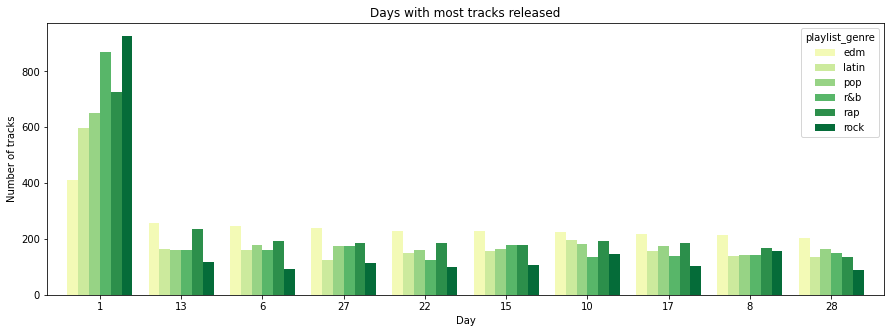 Days with most tracks released
playlist_genre
edm
latin
pop
r&b
rap
rock
Number of tracks
800
600
400
200
0
1 13 6 27 22 15 10 17 8 28
Day